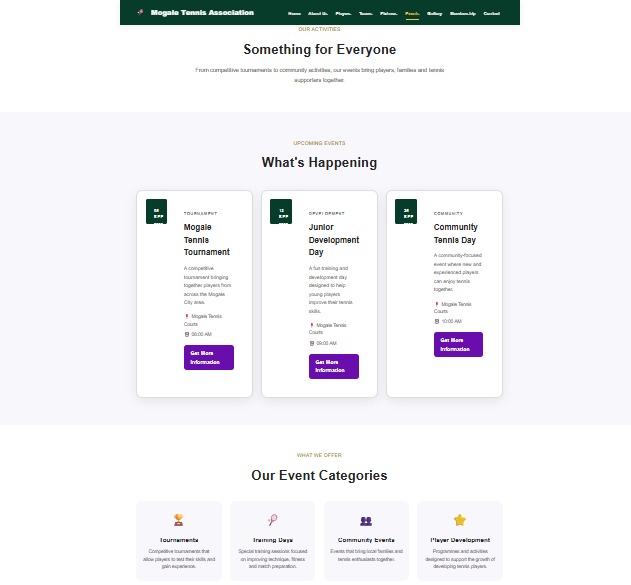 Mogale Tennis Association
Home About Us Players Teams Fixtures Events Gallery Membership Contact
OUR ACTIVITIES
Something for Everyone
From competitive tournaments to community activities, our events bring players, families and tennis
supporters together.
UPCOMING EVENTS
What's Happening
TOURNAMENT
Mogale
Tennis
Tournament
A competitive
tournament bringing
together players from
across the Mogale
City area.
Mogale Tennis
Courts
08:00 AM
Get More
Information
12
DEVELOPMENT
Junior
Development
Day
A fun training and
development day
designed to help
young players
improve their tennis
skills.
Mogale Tennis
Courts
09:00 AM
Get More
Information
COMMUNITY
Community
Tennis Day
A community-focused
event where new and
experienced players
can enjoy tennis
together.
Mogale Tennis
Courts
10:00 AM
Get More
Information
WHAT WE OFFER
Our Event Categories
Tournaments
Competitive tournaments that
allow players to test their skills and
gain experience.
Training Days
Special training sessions focused
on improving technique, fitness
and match preparation.
Community Events
Events that bring local families and
tennis enthusiasts together.
Player Development
Programmes and activities
designed to support the growth of
developing tennis players.